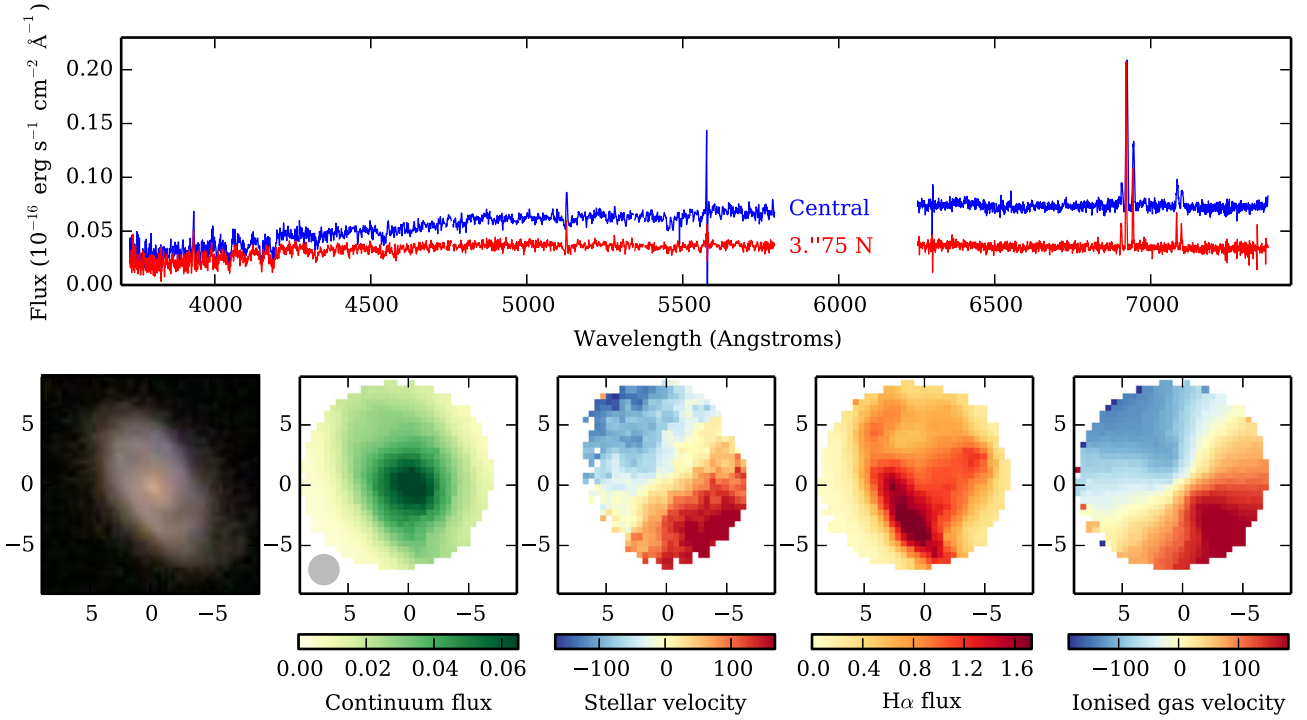 Flux (10⁻¹⁶ erg s⁻¹ cm⁻² Å⁻¹)
0.20
0.15
0.10
0.05
0.00
Central
3.''75 N
4000 4500 5000 5500 6000 6500 7000
Wavelength (Angstroms)
5 5 5 5 5
0 0 0 0 0
−5 −5 −5 −5 −5
5 0 −5 5 0 −5 5 0 −5 5 0 −5 5 0 −5
0.00 0.02 0.04 0.06 −100 0 100 0.0 0.4 0.8 1.2 1.6 −100 0 100
Continuum flux Stellar velocity Hα flux Ionised gas velocity